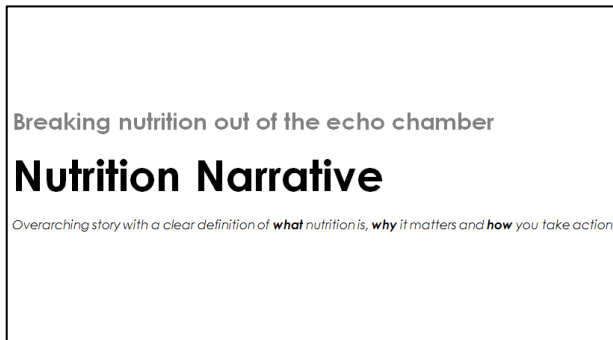 Breaking nutrition out of the echo chamber
Nutrition Narrative
Overarching story with a clear definition of what nutrition is, why it matters and how you take action